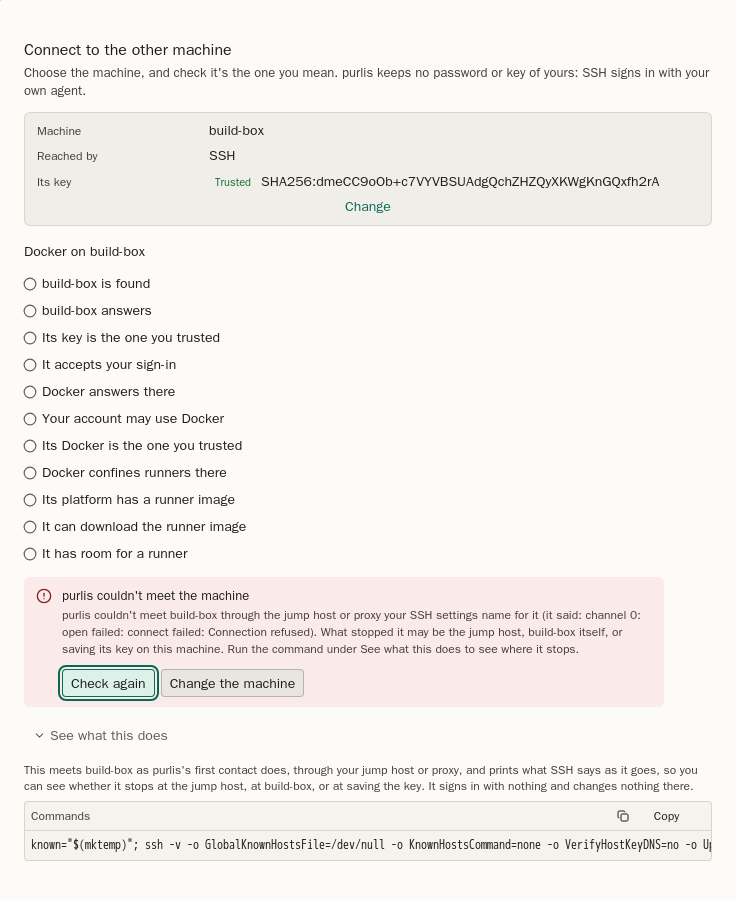 Connect to the other machine
Choose the machine, and check it's the one you mean. purlis keeps no password or key of yours: SSH signs in with your
own agent.
Machine build-box
Reached by SSH
Its key Trusted SHA256:dmeCC9oOb+c7VYVBSUAdgQchZHZQyXKWgKnGQxfh2rA
Change
Docker on build-box
build-box is found
build-box answers
Its key is the one you trusted
It accepts your sign-in
Docker answers there
Your account may use Docker
Its Docker is the one you trusted
Docker confines runners there
Its platform has a runner image
It can download the runner image
It has room for a runner
purlis couldn't meet the machine
purlis couldn't meet build-box through the jump host or proxy your SSH settings name for it (it said: channel 0:
open failed: connect failed: Connection refused). What stopped it may be the jump host, build-box itself, or
saving its key on this machine. Run the command under See what this does to see where it stops.
Check again Change the machine
See what this does
This meets build-box as purlis's first contact does, through your jump host or proxy, and prints what SSH says as it goes, so you
can see whether it stops at the jump host, at build-box, or at saving the key. It signs in with nothing and changes nothing there.
Commands Copy
known="$(mktemp)"; ssh -v -o GlobalKnownHostsFile=/dev/null -o KnownHostsCommand=none -o VerifyHostKeyDNS=no -o